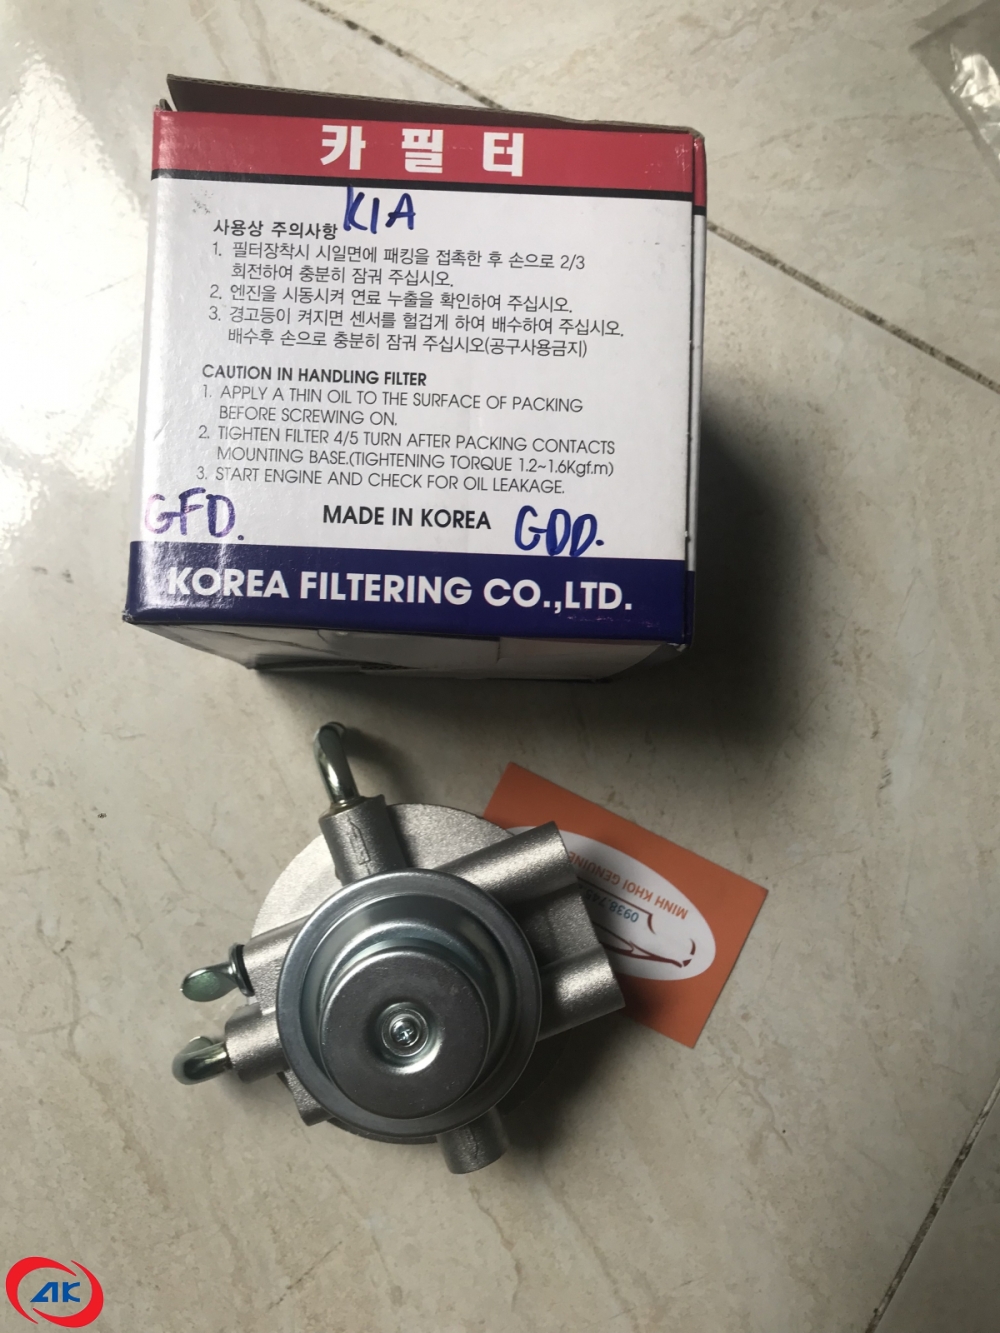 카 필 터
KIA
사용상 주의사항
1. 필터장착시 시일면에 패킹을 접촉한 후 손으로 2/3
회전하여 충분히 잠궈 주십시오.
2. 엔진을 시동시켜 연료 누출을 확인하여 주십시오.
3. 경고등이 켜지면 센서를 헐겁게 하여 배수하여 주십시오.
배수후 손으로 충분히 잠궈 주십시오(공구사용금지)
CAUTION IN HANDLING FILTER
1. APPLY A THIN OIL TO THE SURFACE OF PACKING
BEFORE SCREWING ON.
2. TIGHTEN FILTER 4/5 TURN AFTER PACKING CONTACTS
MOUNTING BASE.(TIGHTENING TORQUE 1.2~1.6Kgf.m)
3. START ENGINE AND CHECK FOR OIL LEAKAGE.
GFD.
MADE IN KOREA
GDD.
KOREA FILTERING CO.,LTD.
MINH KHOI GENUINE
0938
AK